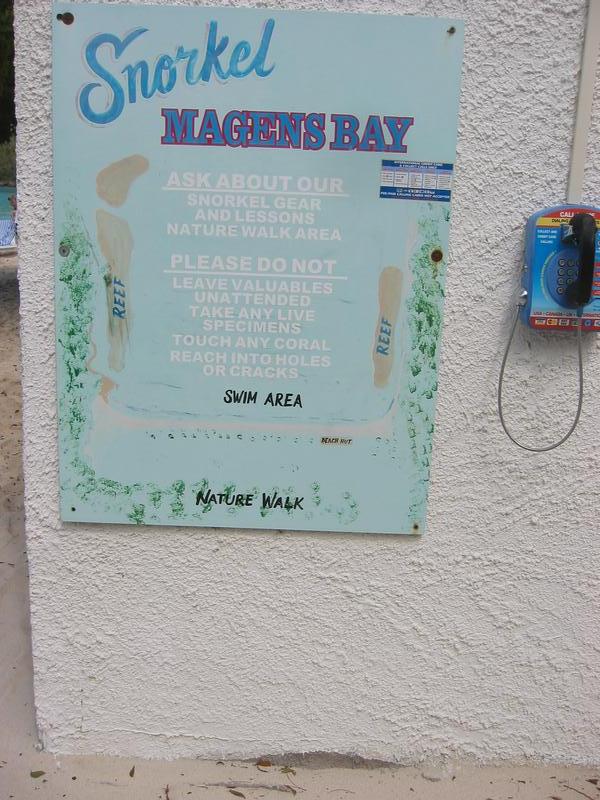 Snorkel
MAGENS BAY
ASK ABOUT OUR
SNORKEL GEAR
AND LESSONS
NATURE WALK AREA
PLEASE DO NOT
LEAVE VALUABLES
UNATTENDED
TAKE ANY LIVE
SPECIMENS
TOUCH ANY CORAL
REACH INTO HOLES
OR CRACKS
REEF
REEF
SWIM AREA
BEACH HUT
NATURE WALK